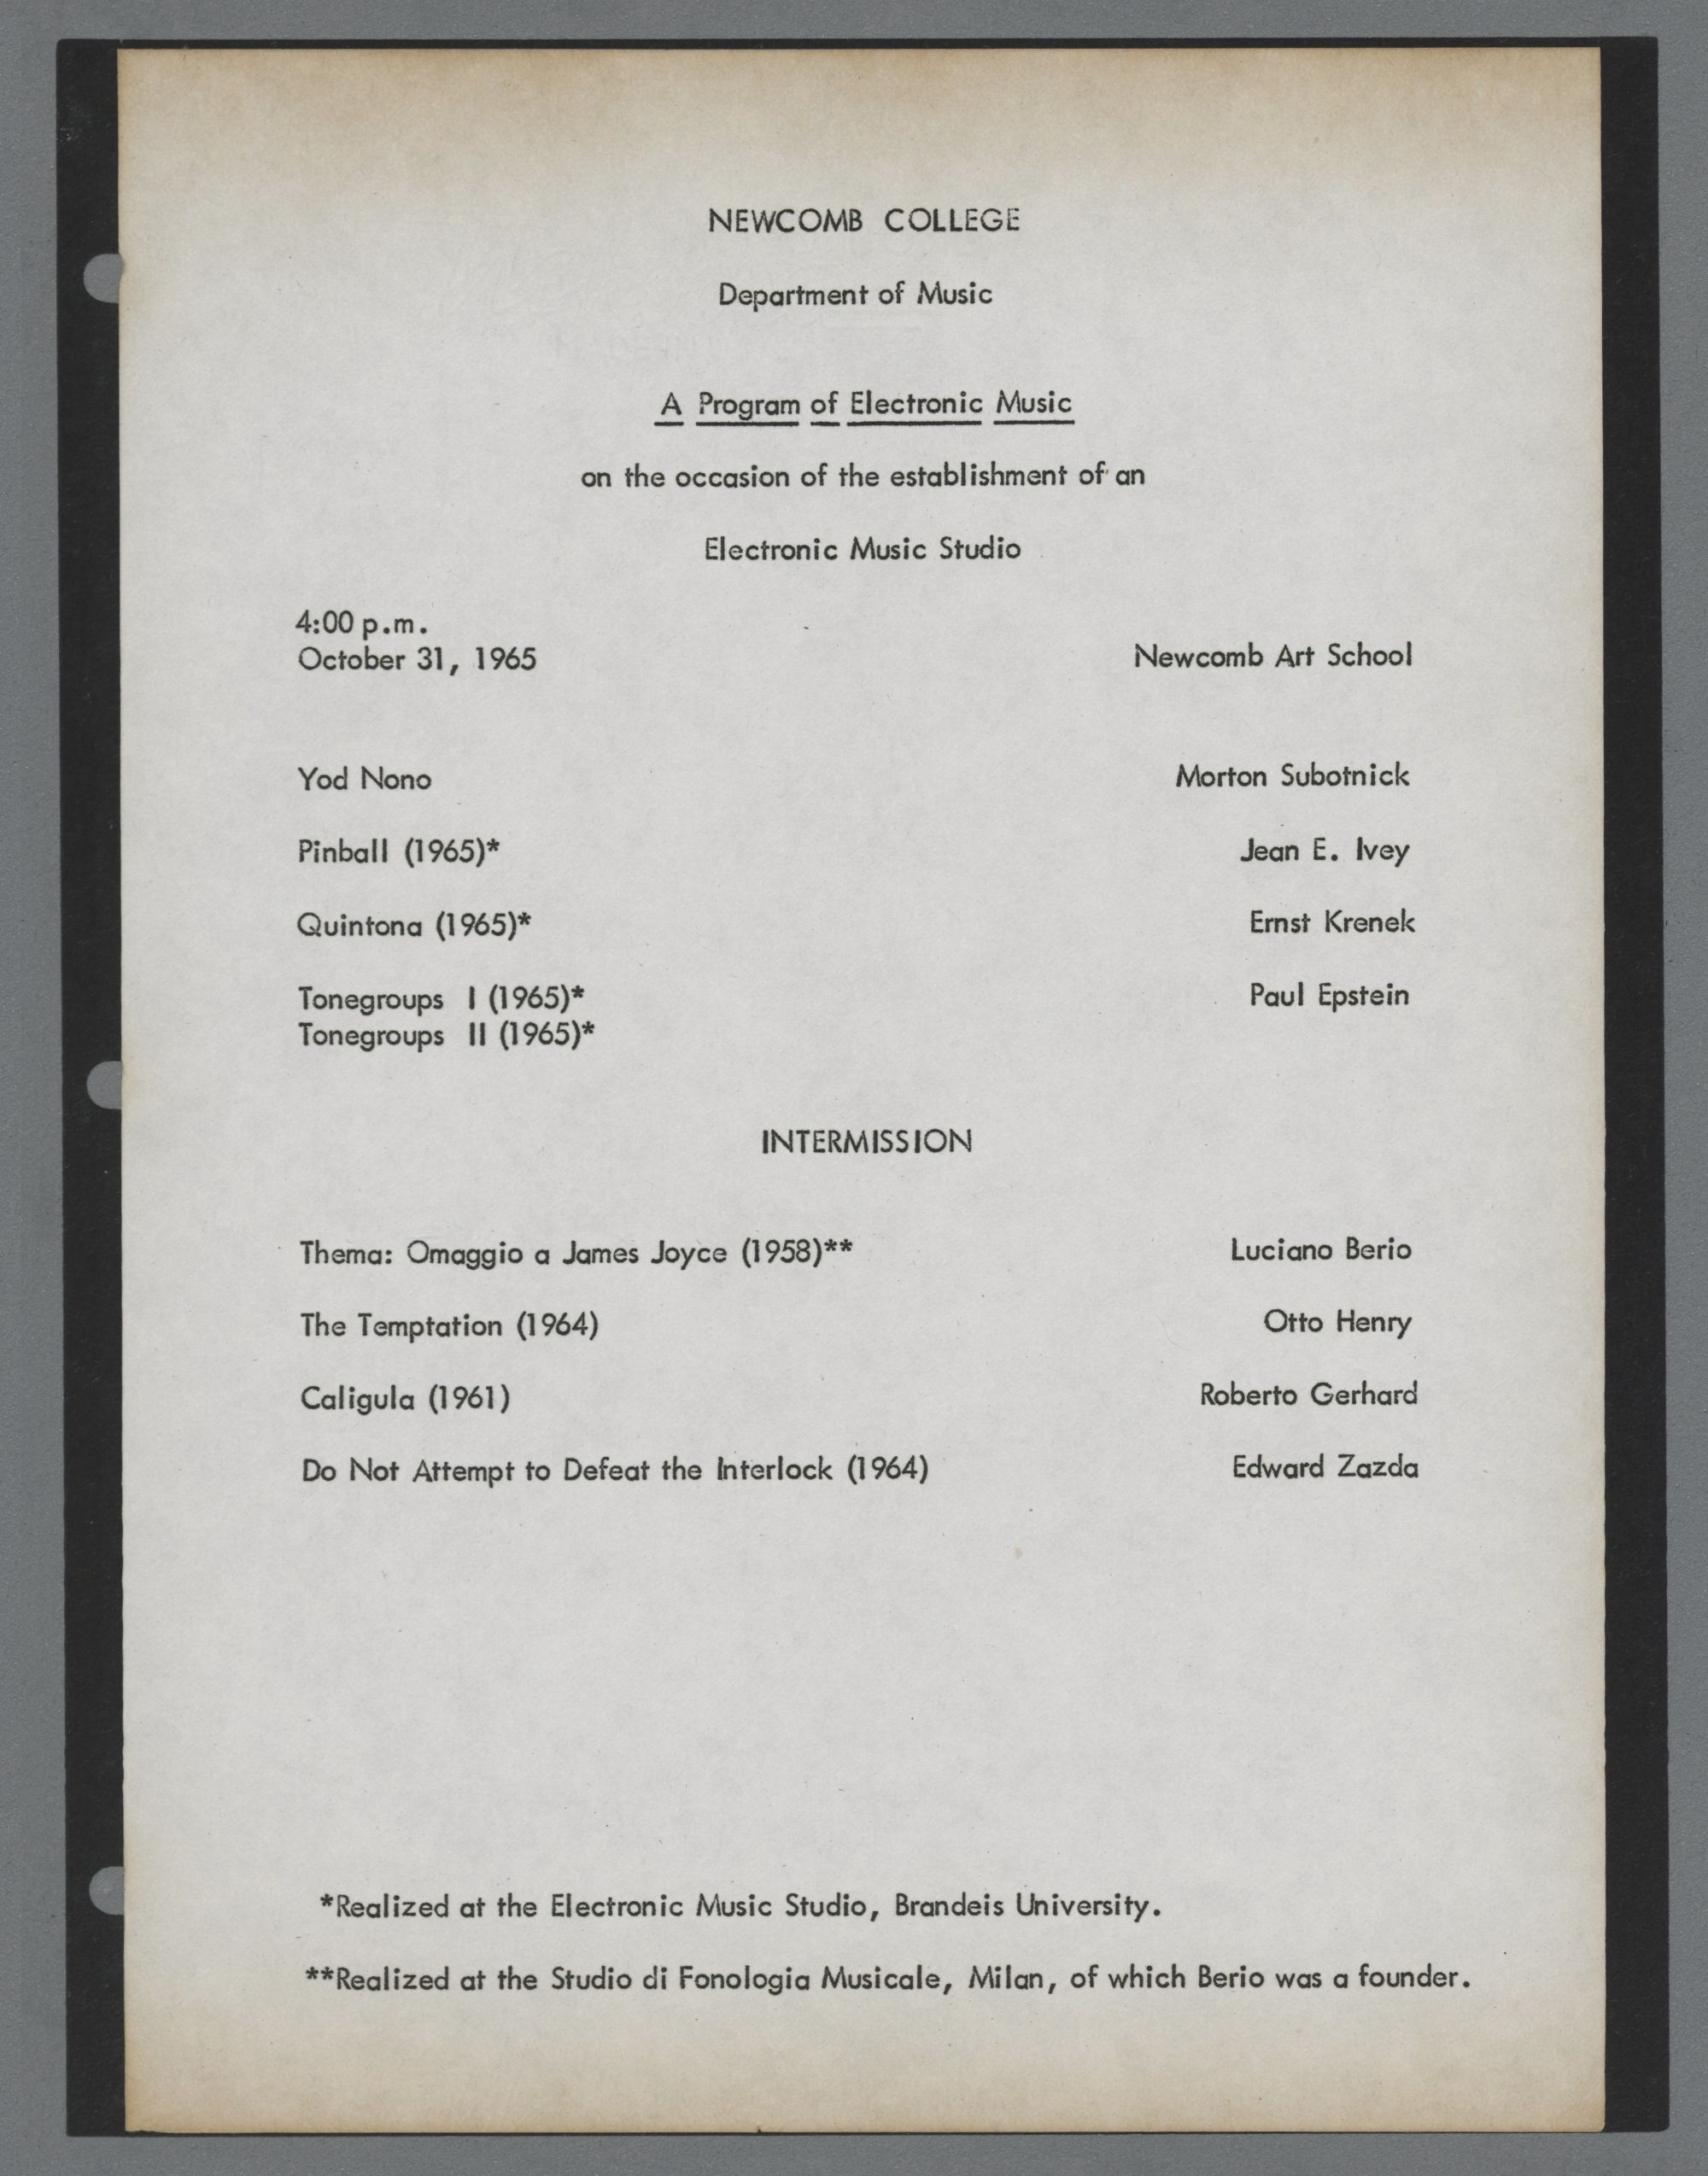 NEWCOMB COLLEGE
Department of Music
A Program of Electronic Music
on the occasion of the establishment of an
Electronic Music Studio
4:00 p.m.
October 31, 1965 Newcomb Art School
Yod Nono Morton Subotnick
Pinball (1965)* Jean E. Ivey
Quintona (1965)* Ernst Krenek
Tonegroups I (1965)* Paul Epstein
Tonegroups II (1965)*
INTERMISSION
Thema: Omaggio a James Joyce (1958)** Luciano Berio
The Temptation (1964) Otto Henry
Caligula (1961) Roberto Gerhard
Do Not Attempt to Defeat the Interlock (1964) Edward Zazda
*Realized at the Electronic Music Studio, Brandeis University.
**Realized at the Studio di Fonologia Musicale, Milan, of which Berio was a founder.